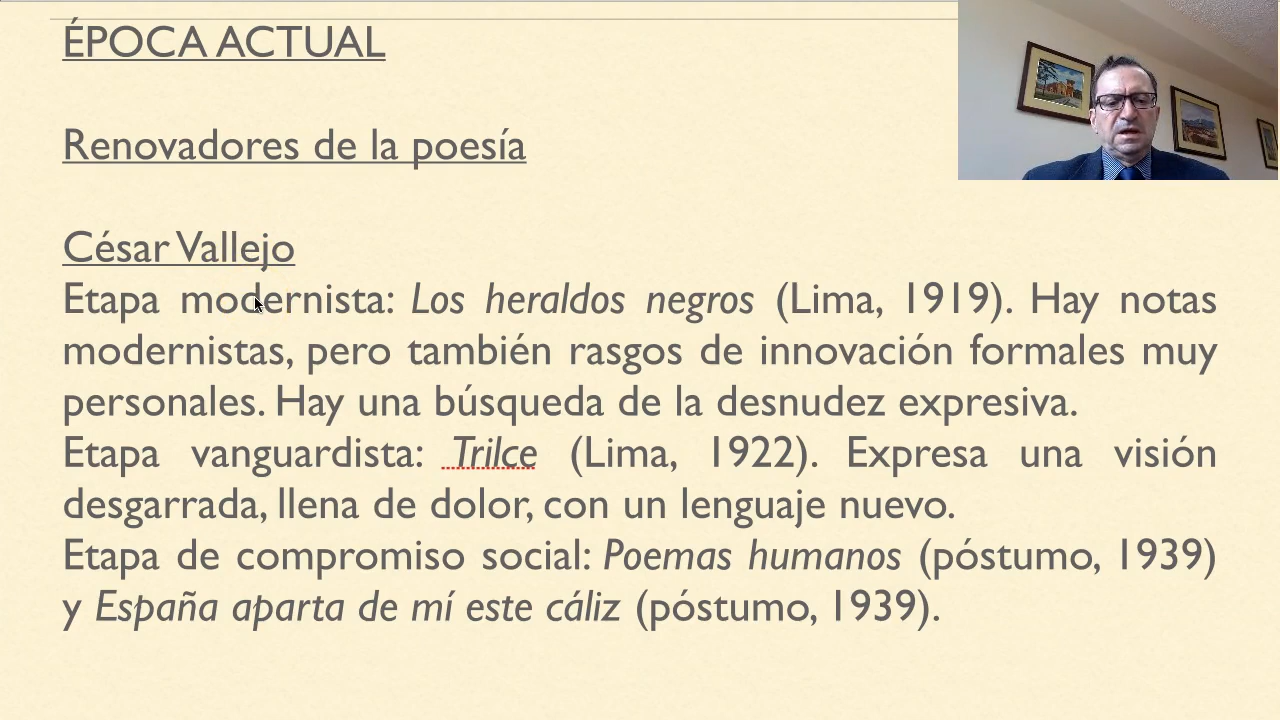 ÉPOCA ACTUAL
Renovadores de la poesía
César Vallejo
Etapa modernista: Los heraldos negros (Lima, 1919). Hay notas
modernistas, pero también rasgos de innovación formales muy
personales. Hay una búsqueda de la desnudez expresiva.
Etapa vanguardista: Trilce (Lima, 1922). Expresa una visión
desgarrada, llena de dolor, con un lenguaje nuevo.
Etapa de compromiso social: Poemas humanos (póstumo, 1939)
y España aparta de mí este cáliz (póstumo, 1939).